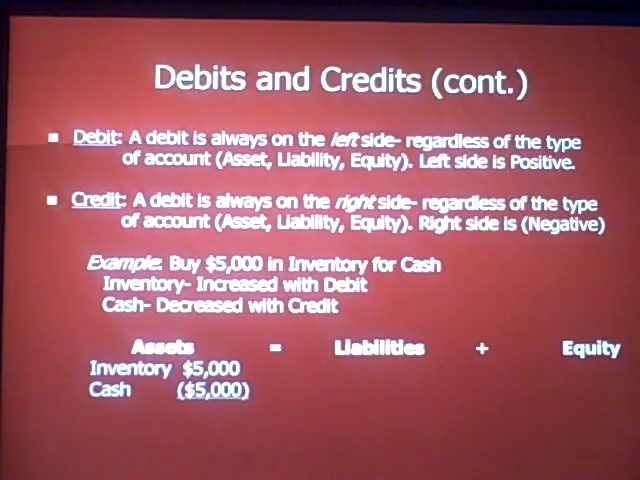 Debits and Credits (cont.)
▪ Debit: A debit is always on the left side- regardless of the type
of account (Asset, Liability, Equity). Left side is Positive.
▪ Credit: A debit is always on the right side- regardless of the type
of account (Asset, Liability, Equity). Right side is (Negative)
Example: Buy $5,000 in Inventory for Cash
Inventory- Increased with Debit
Cash- Decreased with Credit
Assets = Liabilities + Equity
Inventory $5,000
Cash ($5,000)